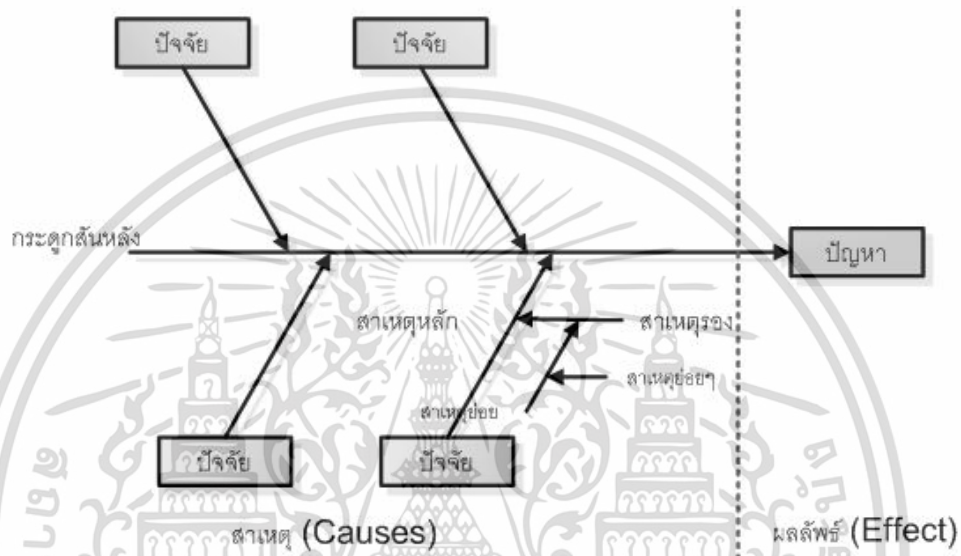 ปัจจัย
ปัจจัย
กระดูกสันหลัง
ปัญหา
สาเหตุหลัก
สาเหตุรอง
สาเหตุย่อยๆ
สาเหตุย่อย
ปัจจัย
ปัจจัย
สาเหตุ (Causes)
ผลลัพธ์ (Effect)